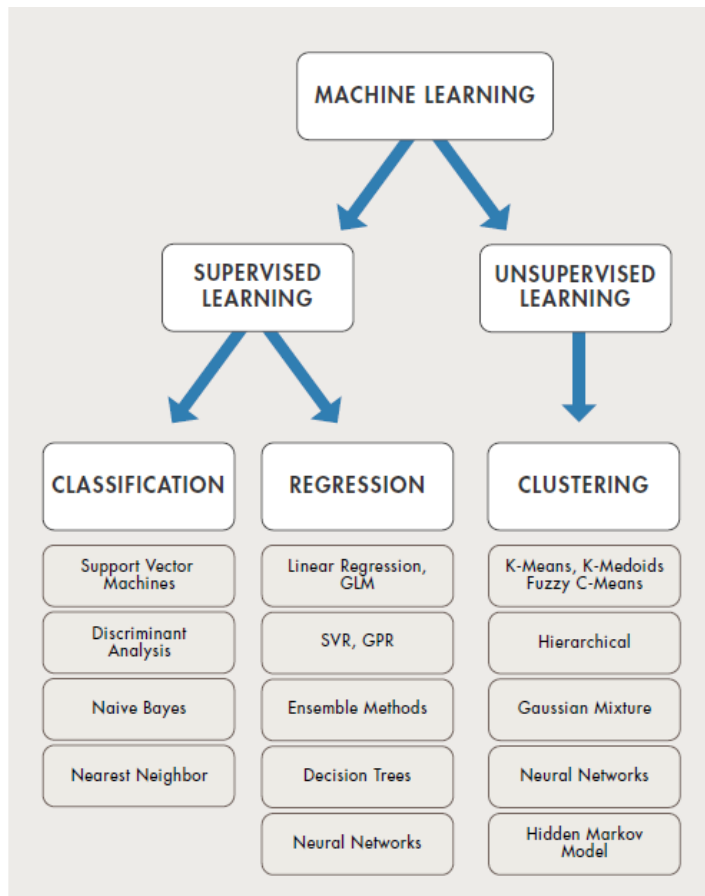 MACHINE LEARNING
SUPERVISED
LEARNING
UNSUPERVISED
LEARNING
CLASSIFICATION
Support Vector
Machines
Discriminant
Analysis
Naive Bayes
Nearest Neighbor
REGRESSION
Linear Regression,
GLM
SVR, GPR
Ensemble Methods
Decision Trees
Neural Networks
CLUSTERING
K-Means, K-Medoids
Fuzzy C-Means
Hierarchical
Gaussian Mixture
Neural Networks
Hidden Markov
Model